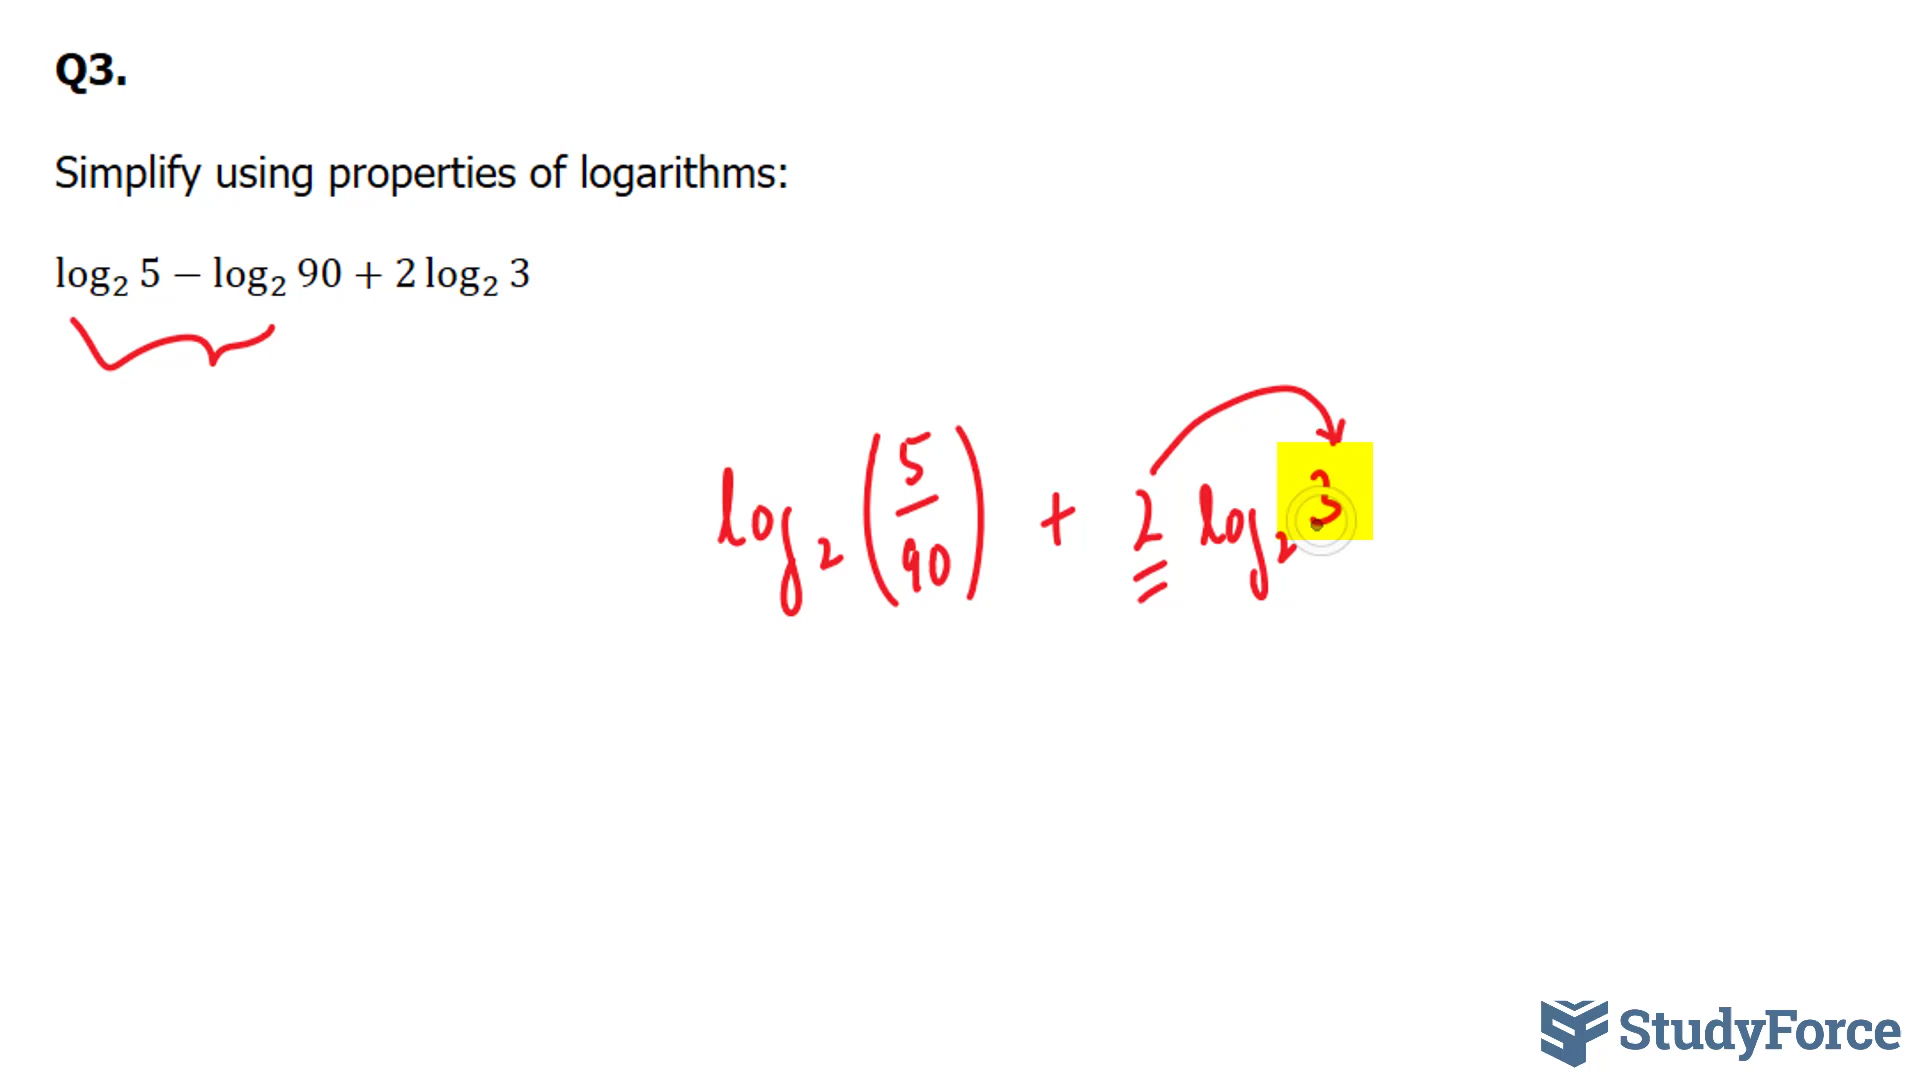 Q3.
Simplify using properties of logarithms:
log₂ 5 − log₂ 90 + 2 log₂ 3
log₂ (5/90) + 2 log₂ 3
StudyForce